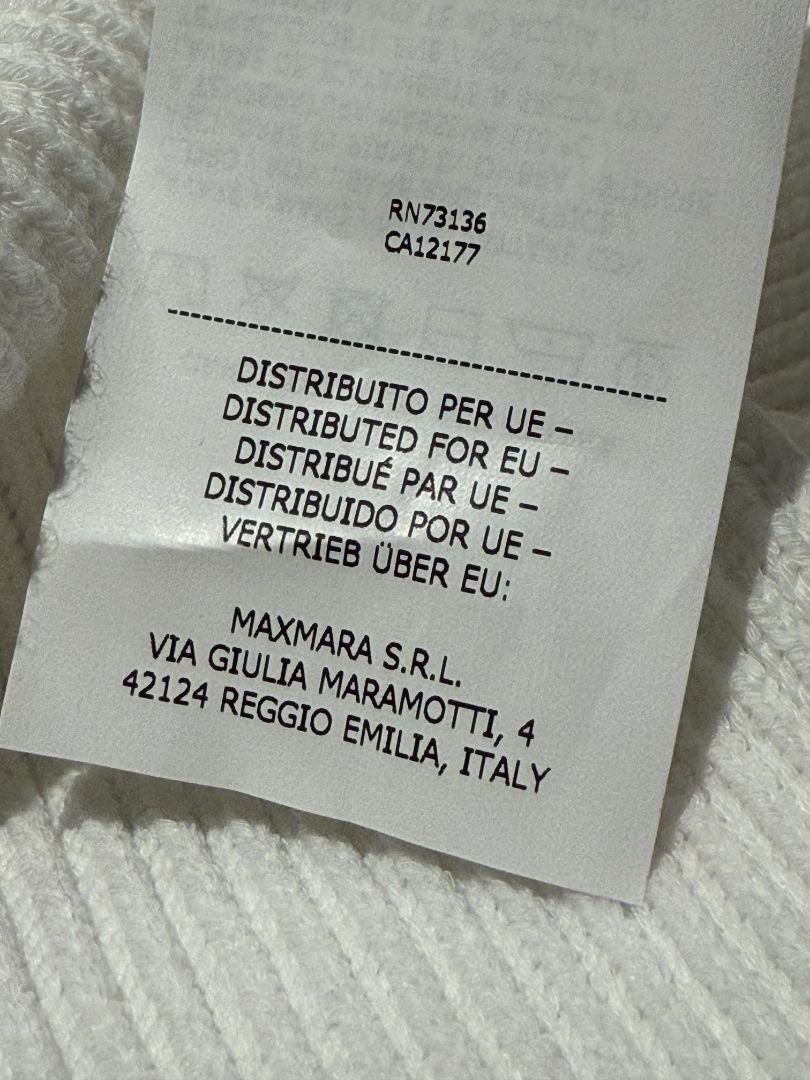 RN73136
CA12177
DISTRIBUITO PER UE –
DISTRIBUTED FOR EU –
DISTRIBUÉ PAR UE –
DISTRIBUIDO POR UE –
VERTRIEB ÜBER EU:
MAXMARA S.R.L.
VIA GIULIA MARAMOTTI, 4
42124 REGGIO EMILIA, ITALY